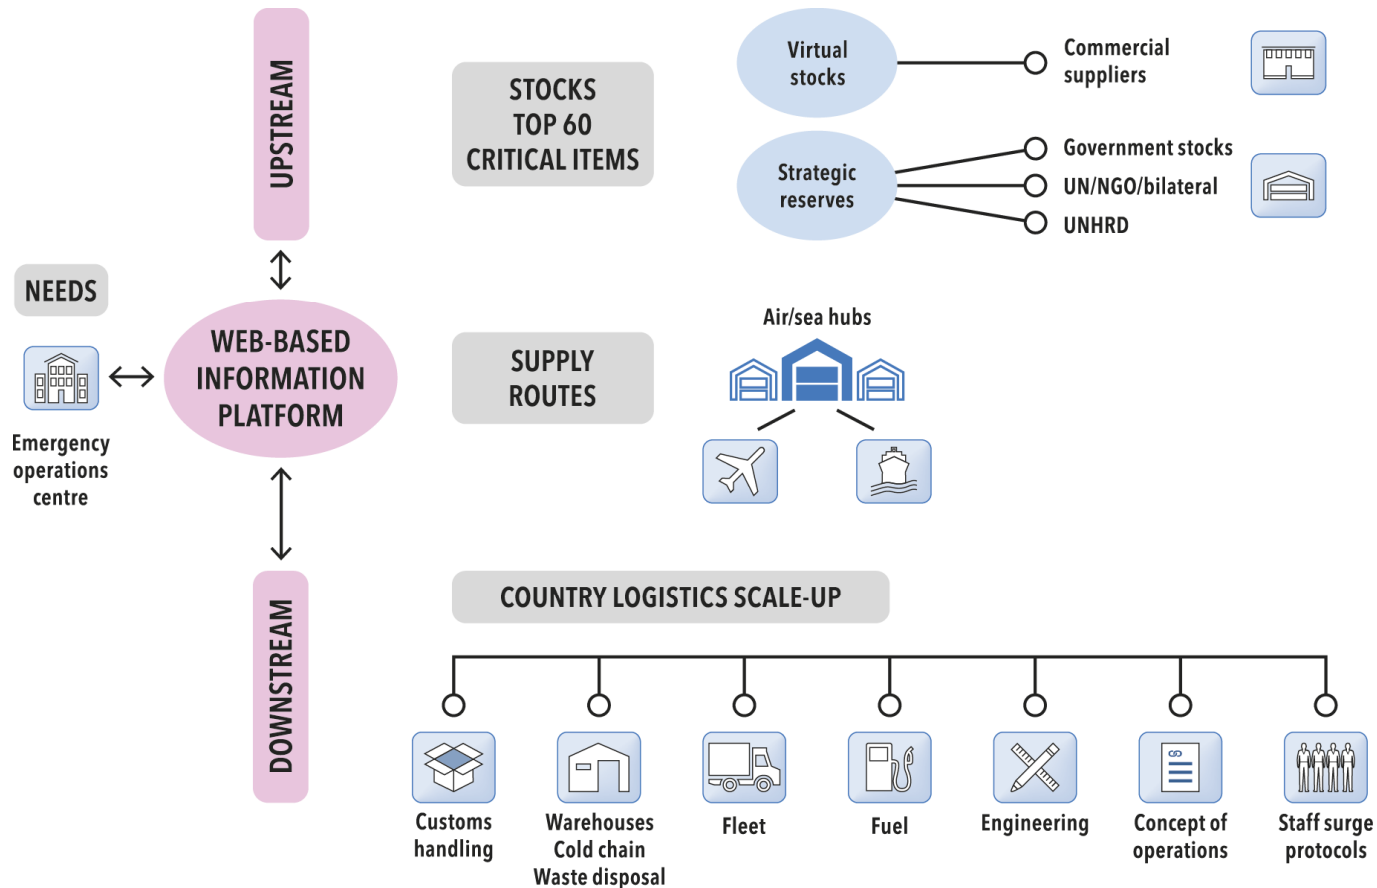 UPSTREAM
STOCKS
TOP 60
CRITICAL ITEMS
Virtual
stocks
Commercial
suppliers
Strategic
reserves
Government stocks
UN/NGO/bilateral
UNHRD
NEEDS
Emergency
operations
centre
WEB-BASED
INFORMATION
PLATFORM
SUPPLY
ROUTES
Air/sea hubs
DOWNSTREAM
COUNTRY LOGISTICS SCALE-UP
Customs
handling
Warehouses
Cold chain
Waste disposal
Fleet
Fuel
Engineering
Concept of
operations
Staff surge
protocols